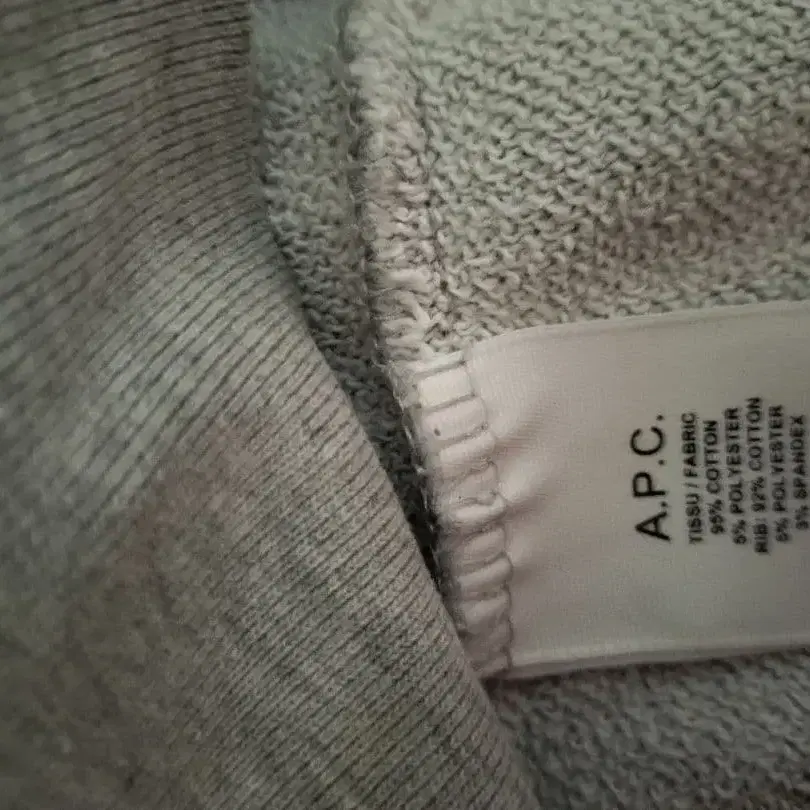 A.P.C.
TISSU / FABRIC
95% COTTON
5% POLYESTER
RIB: 92% COTTON
5% POLYESTER
3% SPANDEX